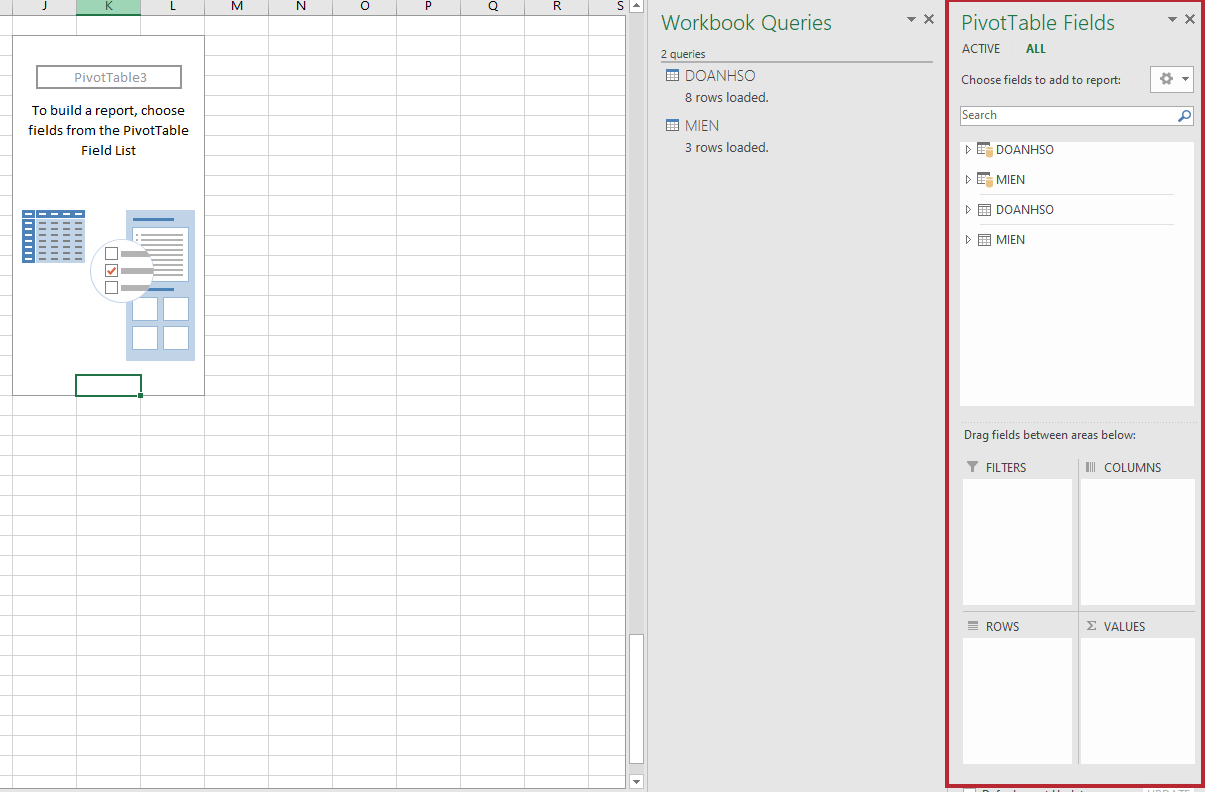 J K L M N O P Q R S
PivotTable3
To build a report, choose
fields from the PivotTable
Field List
Workbook Queries
2 queries
DOANHSO
8 rows loaded.
MIEN
3 rows loaded.
PivotTable Fields
ACTIVE ALL
Choose fields to add to report:
Search
DOANHSO
MIEN
DOANHSO
MIEN
Drag fields between areas below:
FILTERS
COLUMNS
ROWS
Σ VALUES